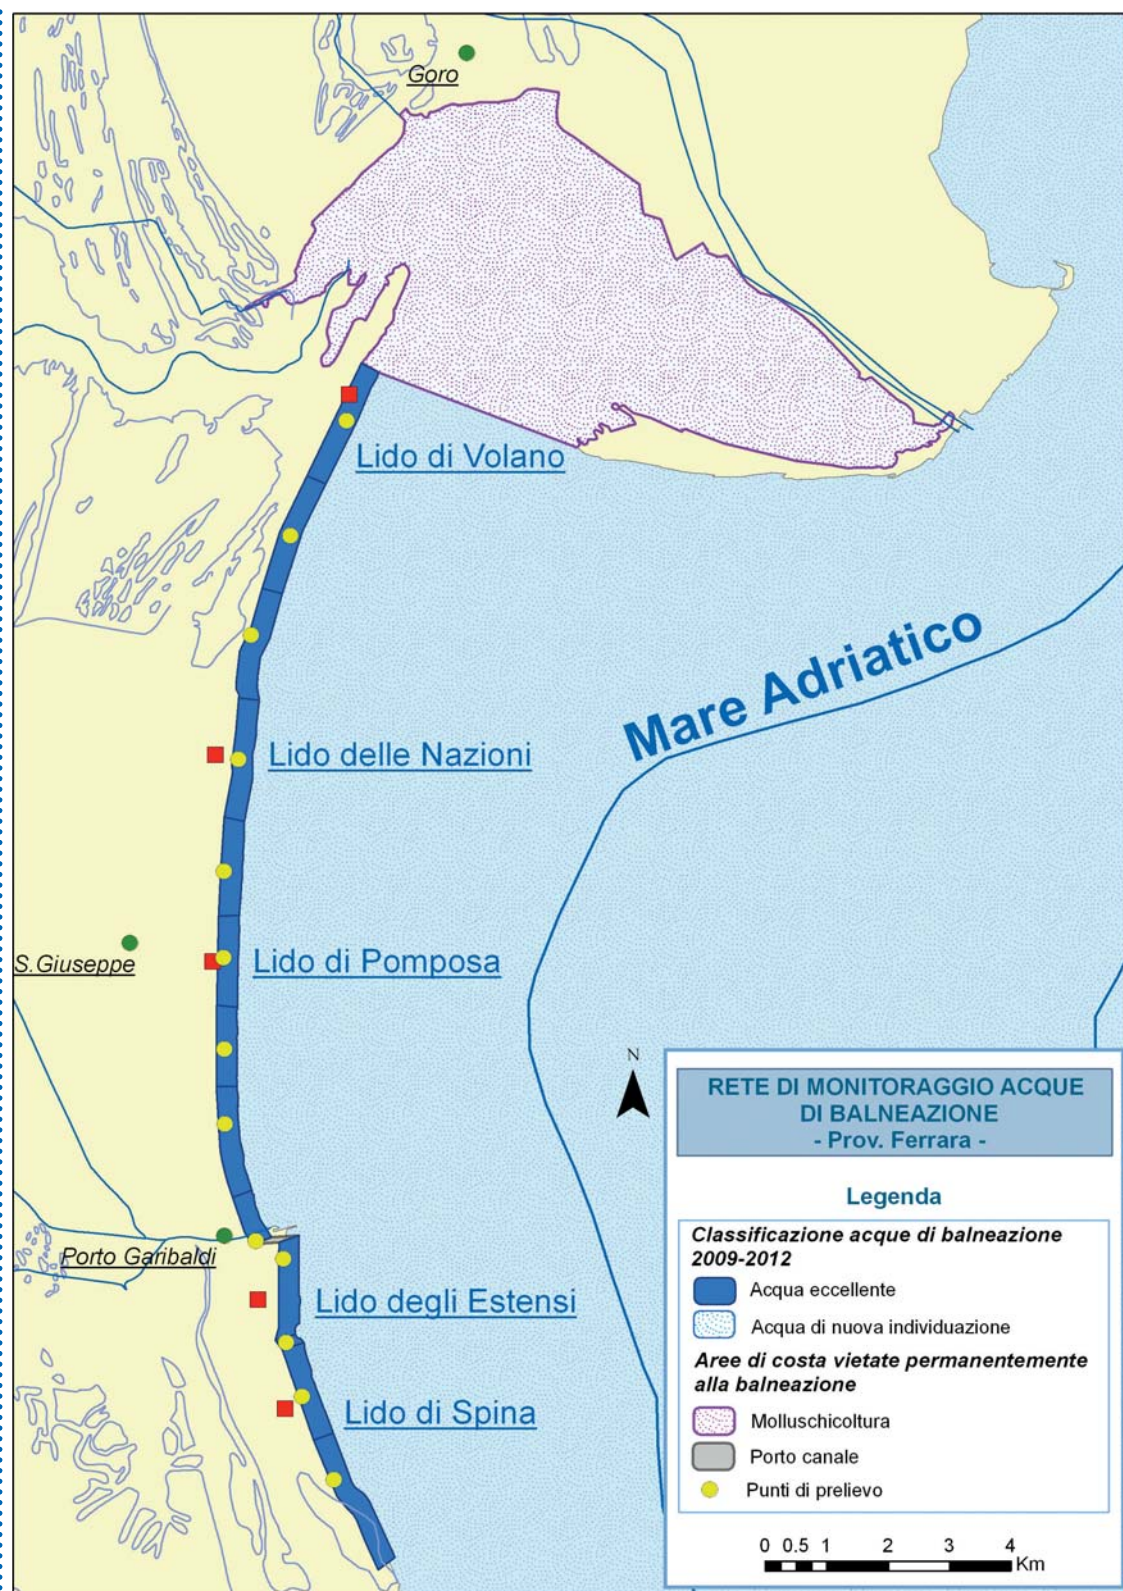 Goro
Lido di Volano
Mare Adriatico
Lido delle Nazioni
S.Giuseppe
Lido di Pomposa
N
RETE DI MONITORAGGIO ACQUE
DI BALNEAZIONE
- Prov. Ferrara -
Legenda
Classificazione acque di balneazione
2009-2012
Acqua eccellente
Acqua di nuova individuazione
Aree di costa vietate permanentemente
alla balneazione
Molluschicoltura
Porto canale
Punti di prelievo
0 0.5 1 2 3 4
Km
Porto Garibaldi
Lido degli Estensi
Lido di Spina